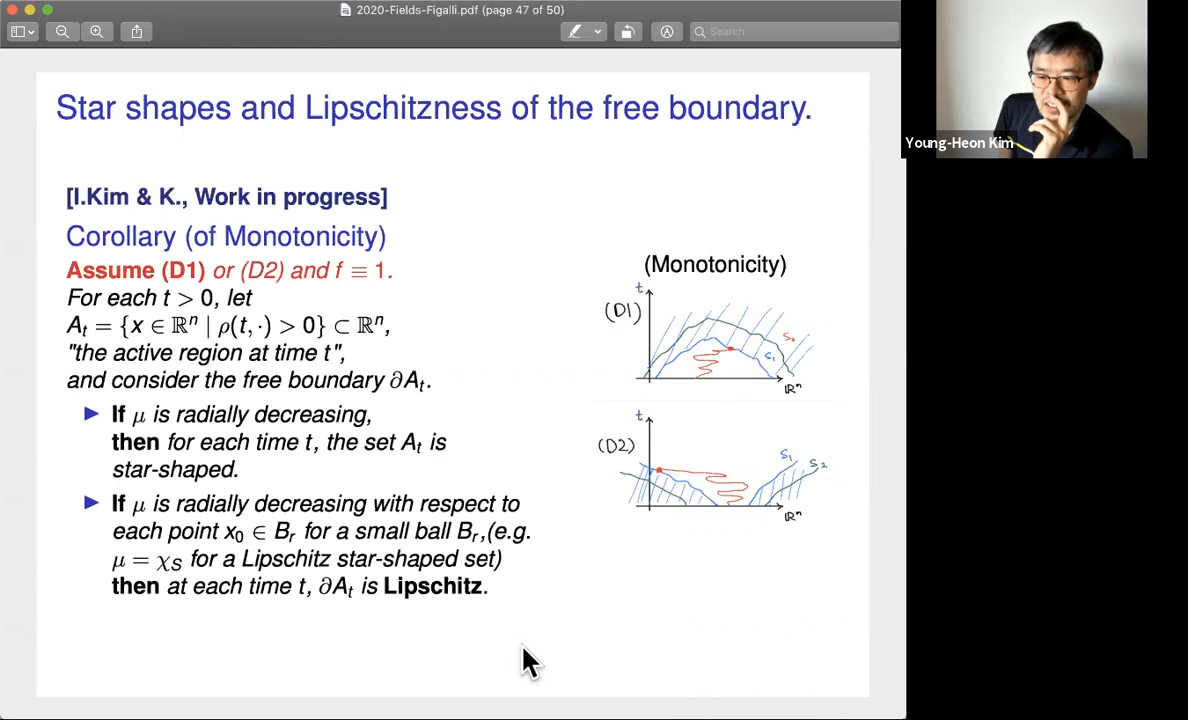 2020-Fields-Figalli.pdf (page 47 of 50)
Search
Star shapes and Lipschitzness of the free boundary.
[I.Kim & K., Work in progress]
Corollary (of Monotonicity)
Assume (D1) or (D2) and f ≡ 1.
For each t > 0, let
A_t = {x ∈ ℝⁿ | ρ(t, ·) > 0} ⊂ ℝⁿ,
"the active region at time t",
and consider the free boundary ∂A_t.
► If μ is radially decreasing,
then for each time t, the set A_t is
star-shaped.
► If μ is radially decreasing with respect to
each point x₀ ∈ B_r for a small ball B_r,(e.g.
μ = χ_S for a Lipschitz star-shaped set)
then at each time t, ∂A_t is Lipschitz.
(Monotonicity)
t
(D1)
S₂
S₁
ℝⁿ
t
(D2)
S₁
S₂
ℝⁿ
Young-Heon Kim